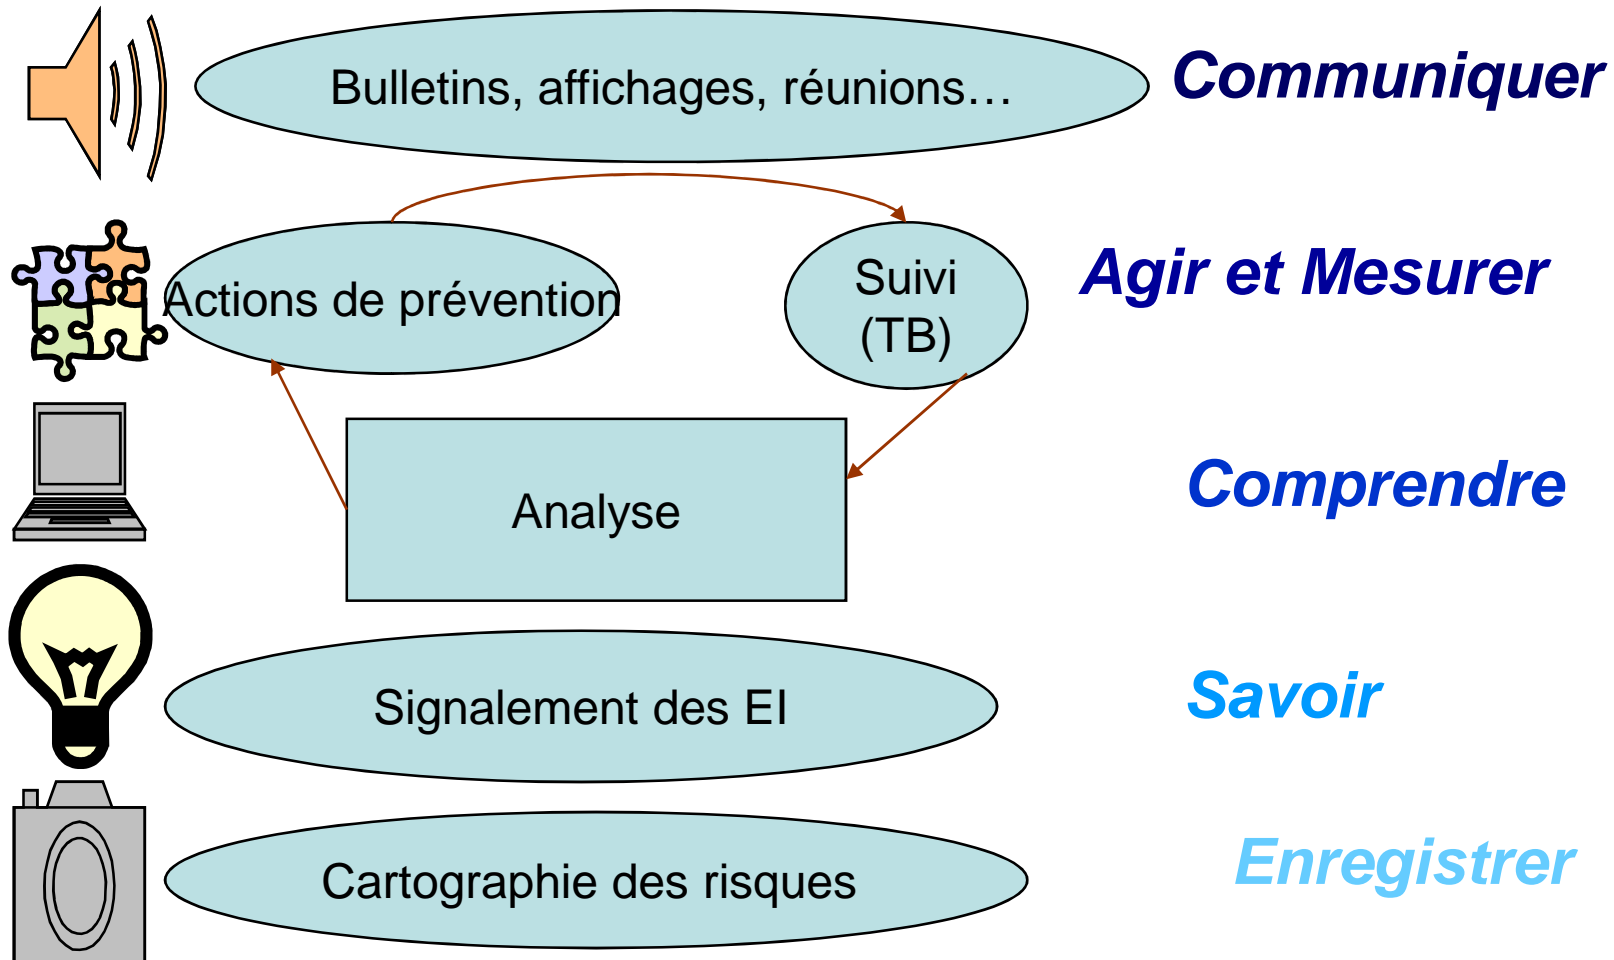 Bulletins, affichages, réunions…
Communiquer
Actions de prévention
Suivi
(TB)
Agir et Mesurer
Analyse
Comprendre
Signalement des EI
Savoir
Cartographie des risques
Enregistrer